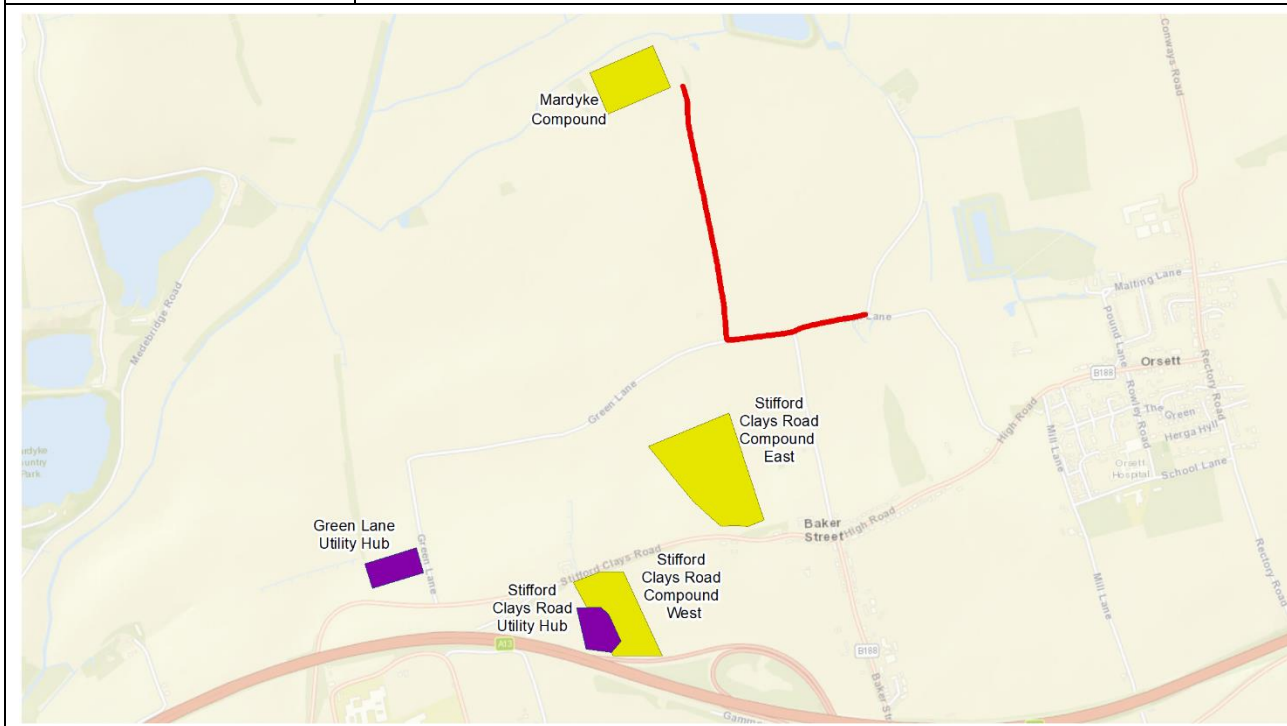 Mardyke
Compound
Conways Road
Medebridge Road
Malting Lane
Lane
Pound Lane
Orsett
B188
Rowley Road
Rectory Road
The Green
Herga Hyll
High Road
Mill Lane
Orsett
Hospital
School Lane
Green Lane
Stifford
Clays Road
Compound
East
Park
Green Lane
Utility Hub
Green Lane
Baker
Street
High Road
Stifford Clays Road
Stifford
Clays Road
Compound
West
Stifford
Clays Road
Utility Hub
Rectory Road
Mill Lane
A13
B188
Baker Str
Gamm